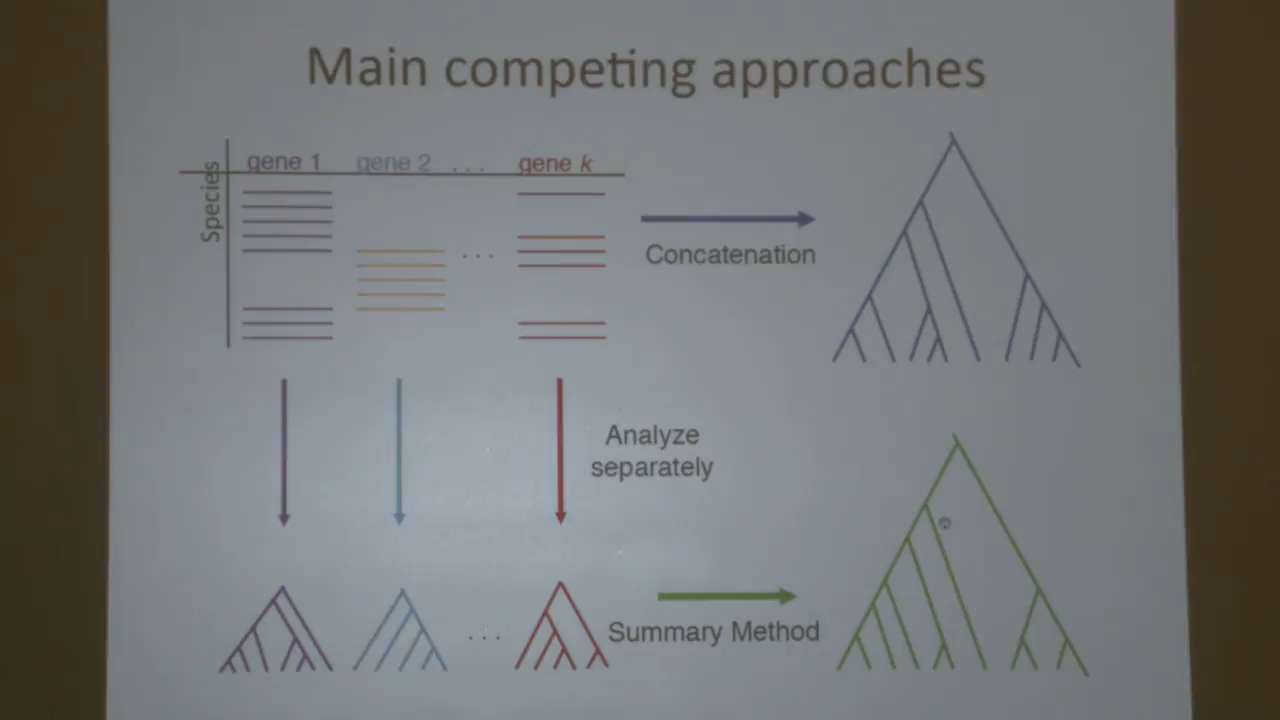 Main competing approaches
gene 1 gene 2 ... gene k
Species
...
Concatenation
Analyze
separately
...
Summary Method